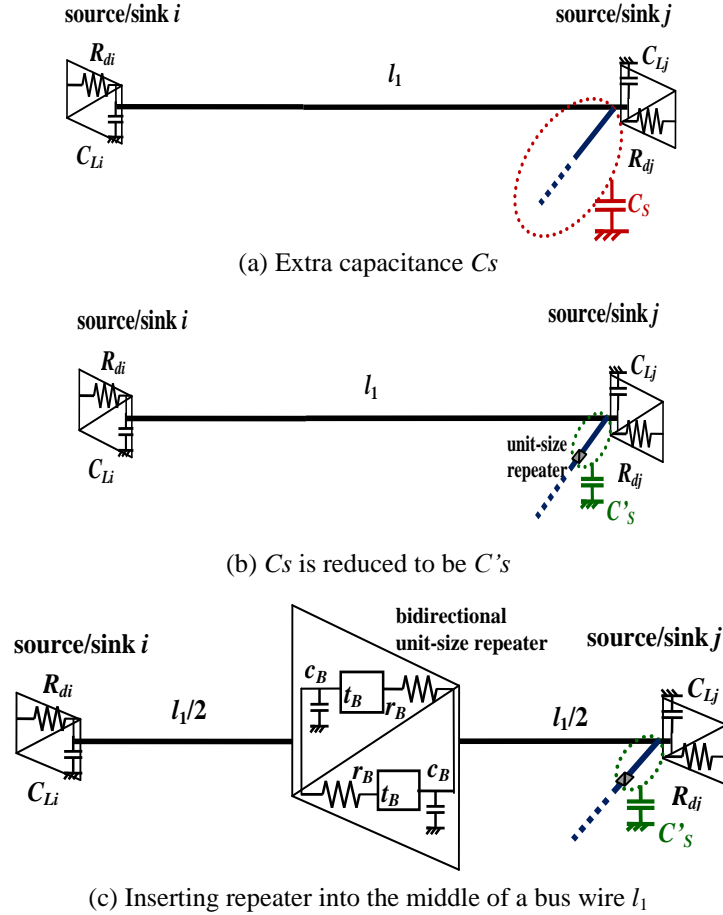 source/sink i
source/sink j
R_di
C_Lj
l_1
C_Li
R_dj
C_S
(a) Extra capacitance Cs
source/sink i
source/sink j
R_di
C_Lj
l_1
unit-size
repeater
C_Li
R_dj
C'_S
(b) Cs is reduced to be C's
bidirectional
unit-size repeater
source/sink i
source/sink j
R_di
c_B
C_Lj
l_1/2
t_B
r_B
l_1/2
r_B
c_B
t_B
C_Li
R_dj
C'_S
(c) Inserting repeater into the middle of a bus wire l_1